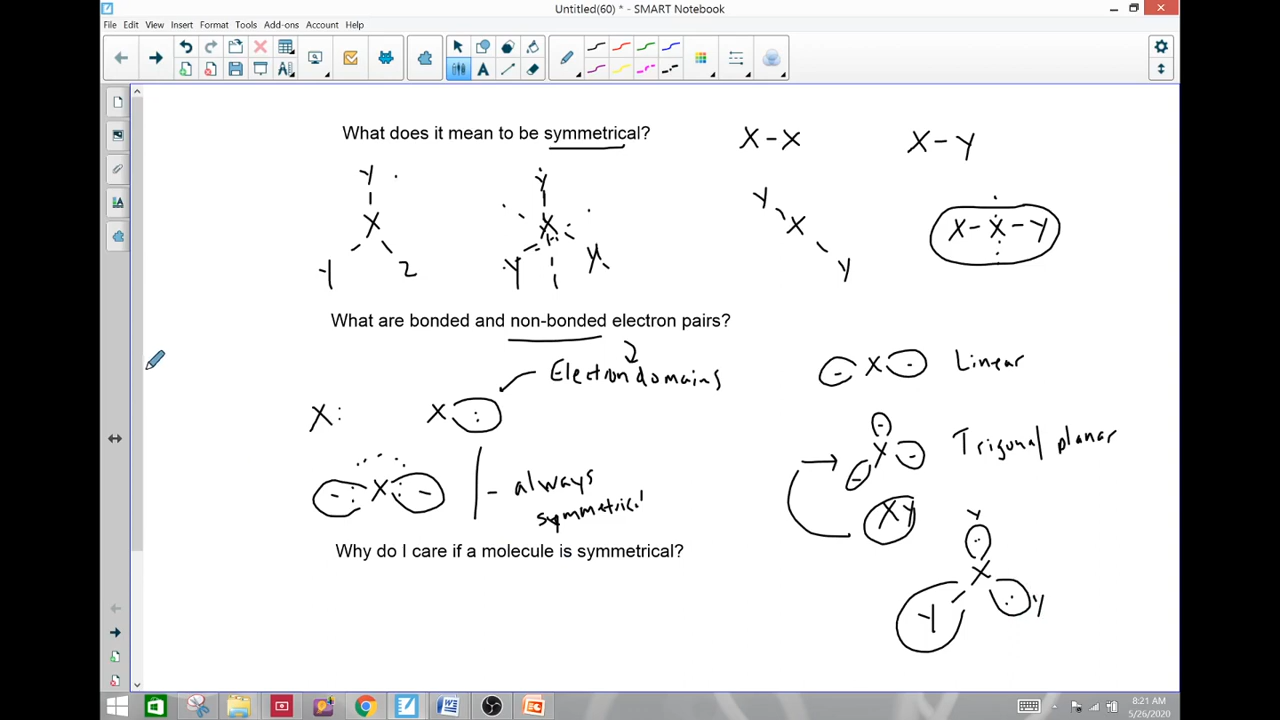 Untitled(60) * - SMART Notebook
File Edit View Insert Format Tools Add-ons Account Help
What does it mean to be symmetrical?
X - X
X - Y
Y
X
Y
Z
Y
X
Y
Y
X
Y
X - X - Y
What are bonded and non-bonded electron pairs?
Electron domains
X Linear
X:
X :
X Trigonal planar
X
- always
symmetrical
XY
Y
X
Y
Y
Why do I care if a molecule is symmetrical?
8:21 AM
5/26/2020